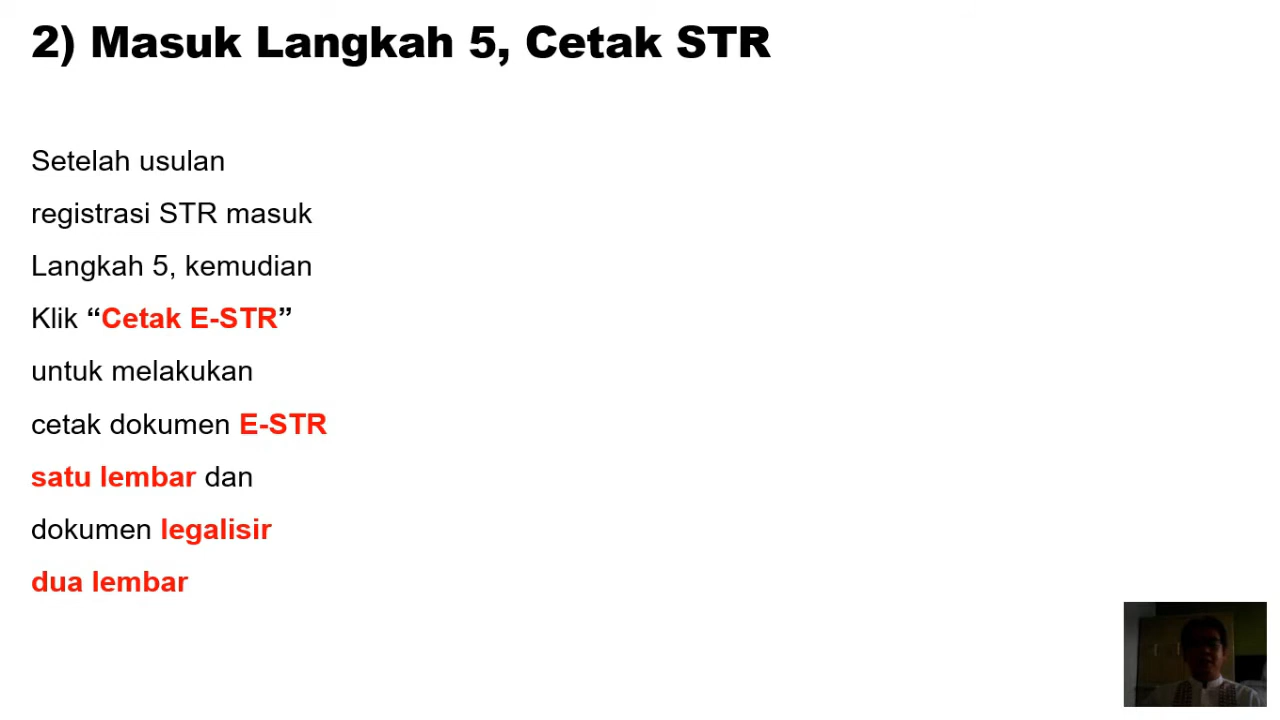 2) Masuk Langkah 5, Cetak STR
Setelah usulan
registrasi STR masuk
Langkah 5, kemudian
Klik “Cetak E-STR”
untuk melakukan
cetak dokumen E-STR
satu lembar dan
dokumen legalisir
dua lembar